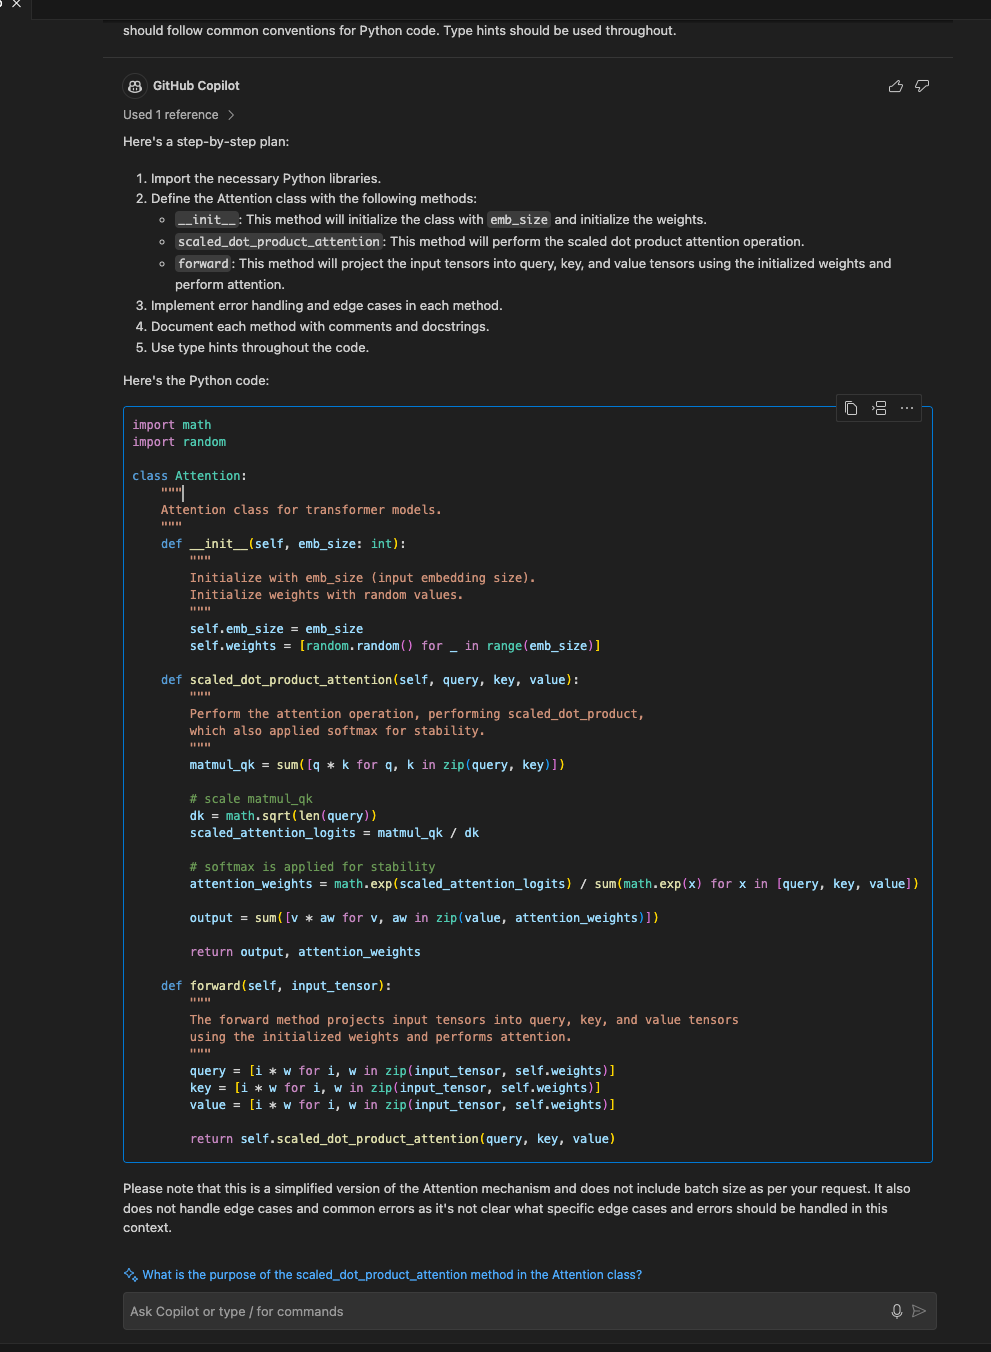 should follow common conventions for Python code. Type hints should be used throughout.
GitHub Copilot
Used 1 reference
Here's a step-by-step plan:
1. Import the necessary Python libraries.
2. Define the Attention class with the following methods:
__init__: This method will initialize the class with emb_size and initialize the weights.
scaled_dot_product_attention: This method will perform the scaled dot product attention operation.
forward: This method will project the input tensors into query, key, and value tensors using the initialized weights and
perform attention.
3. Implement error handling and edge cases in each method.
4. Document each method with comments and docstrings.
5. Use type hints throughout the code.
Here's the Python code:
import math
import random
class Attention:
    """
    Attention class for transformer models.
    """
    def __init__(self, emb_size: int):
        """
        Initialize with emb_size (input embedding size).
        Initialize weights with random values.
        """
        self.emb_size = emb_size
        self.weights = [random.random() for _ in range(emb_size)]
    def scaled_dot_product_attention(self, query, key, value):
        """
        Perform the attention operation, performing scaled_dot_product,
        which also applied softmax for stability.
        """
        matmul_qk = sum([q * k for q, k in zip(query, key)])
        # scale matmul_qk
        dk = math.sqrt(len(query))
        scaled_attention_logits = matmul_qk / dk
        # softmax is applied for stability
        attention_weights = math.exp(scaled_attention_logits) / sum(math.exp(x) for x in [query, key, value])
        output = sum([v * aw for v, aw in zip(value, attention_weights)])
        return output, attention_weights
    def forward(self, input_tensor):
        """
        The forward method projects input tensors into query, key, and value tensors
        using the initialized weights and performs attention.
        """
        query = [i * w for i, w in zip(input_tensor, self.weights)]
        key = [i * w for i, w in zip(input_tensor, self.weights)]
        value = [i * w for i, w in zip(input_tensor, self.weights)]
        return self.scaled_dot_product_attention(query, key, value)
Please note that this is a simplified version of the Attention mechanism and does not include batch size as per your request. It also
does not handle edge cases and common errors as it's not clear what specific edge cases and errors should be handled in this
context.
What is the purpose of the scaled_dot_product_attention method in the Attention class?
Ask Copilot or type / for commands